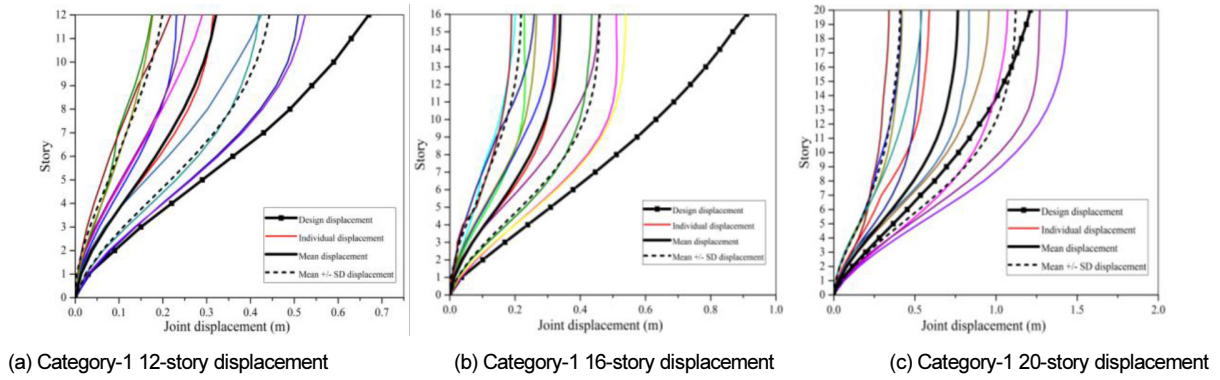 12
11
10
9
8
7
6
5
4
3
2
1
0
Story
0.0 0.1 0.2 0.3 0.4 0.5 0.6 0.7
Joint displacement (m)
Design displacement
Individual displacement
Mean displacement
Mean +/- SD displacement
(a) Category-1 12-story displacement
16
15
14
13
12
11
10
9
8
7
6
5
4
3
2
1
0
Story
0.0 0.2 0.4 0.6 0.8 1.0
Joint displacement (m)
Design displacement
Individual displacement
Mean displacement
Mean +/- SD displacement
(b) Category-1 16-story displacement
20
19
18
17
16
15
14
13
12
11
10
9
8
7
6
5
4
3
2
1
0
Story
0.0 0.5 1.0 1.5 2.0
Joint displacement (m)
Design displacement
Individual displacement
Mean displacement
Mean +/- SD displacement
(c) Category-1 20-story displacement